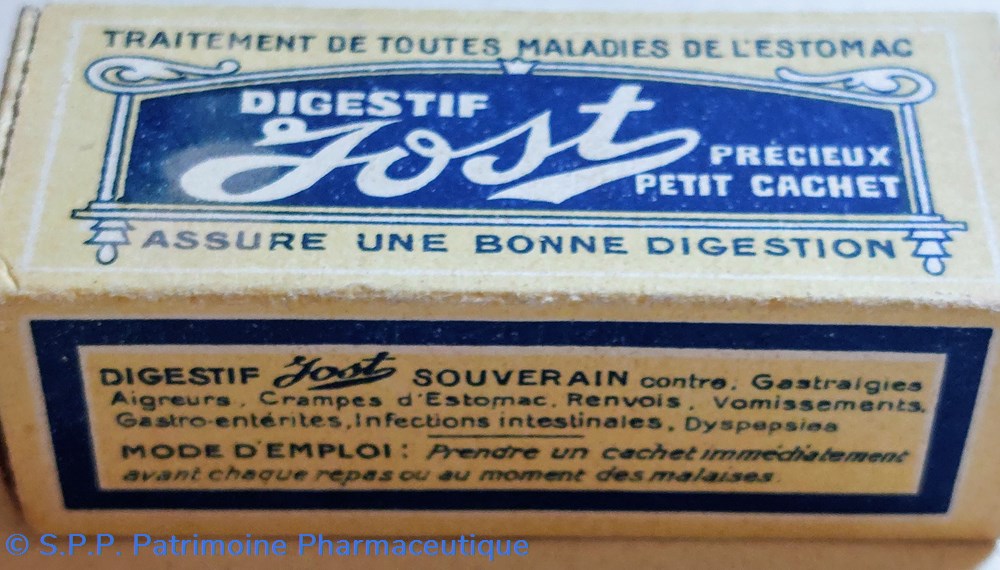 TRAITEMENT DE TOUTES MALADIES DE L'ESTOMAC
DIGESTIF
Jost
PRÉCIEUX
PETIT CACHET
ASSURE UNE BONNE DIGESTION
DIGESTIF Jost SOUVERAIN contre. Gastralgies
Aigreurs, Crampes d'Estomac, Renvois, Vomissements,
Gastro-entérites, Infections intestinales, Dyspepsies
MODE D'EMPLOI: Prendre un cachet immédiatement
avant chaque repas ou au moment des malaises.
© S.P.P. Patrimoine Pharmaceutique